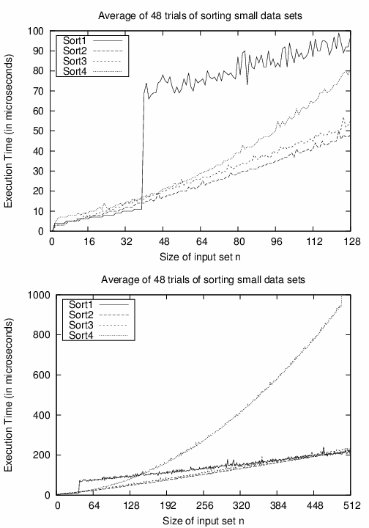 Average of 48 trials of sorting small data sets
Execution Time (in microseconds)
100
90
80
70
60
50
40
30
20
10
0
Sort1
Sort2
Sort3
Sort4
0 16 32 48 64 80 96 112 128
Size of input set n
Average of 48 trials of sorting small data sets
Execution Time (in microseconds)
1000
800
600
400
200
0
Sort1
Sort2
Sort3
Sort4
0 64 128 192 256 320 384 448 512
Size of input set n